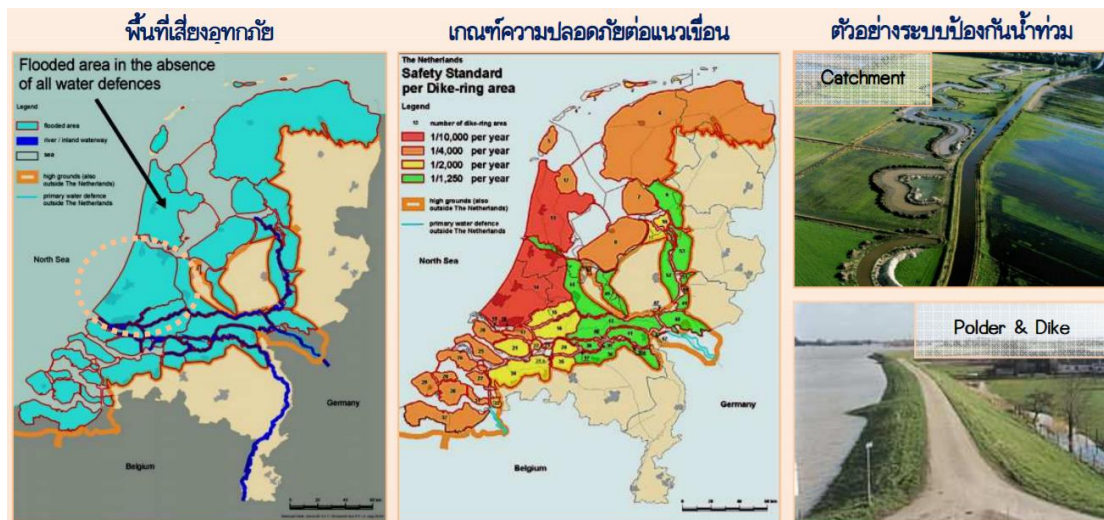 พื้นที่เสี่ยงอุทกภัย
Flooded area in the absence
of all water defences
Legend
flooded area
river / inland waterway
sea
high grounds (also
outside The Netherlands)
primary water defence
outside The Netherlands
North Sea
Germany
Belgium
เกณฑ์ความปลอดภัยต่อแนวเขื่อน
The Netherlands
Safety Standard
per Dike-ring area
Legend
number of dike-ring area
1/10,000 per year
1/4,000 per year
1/2,000 per year
1/1,250 per year
high grounds (also
outside The Netherlands)
primary water defence
outside The Netherlands
North Sea
Germany
Belgium
ตัวอย่างระบบป้องกันน้ำท่วม
Catchment
Polder & Dike